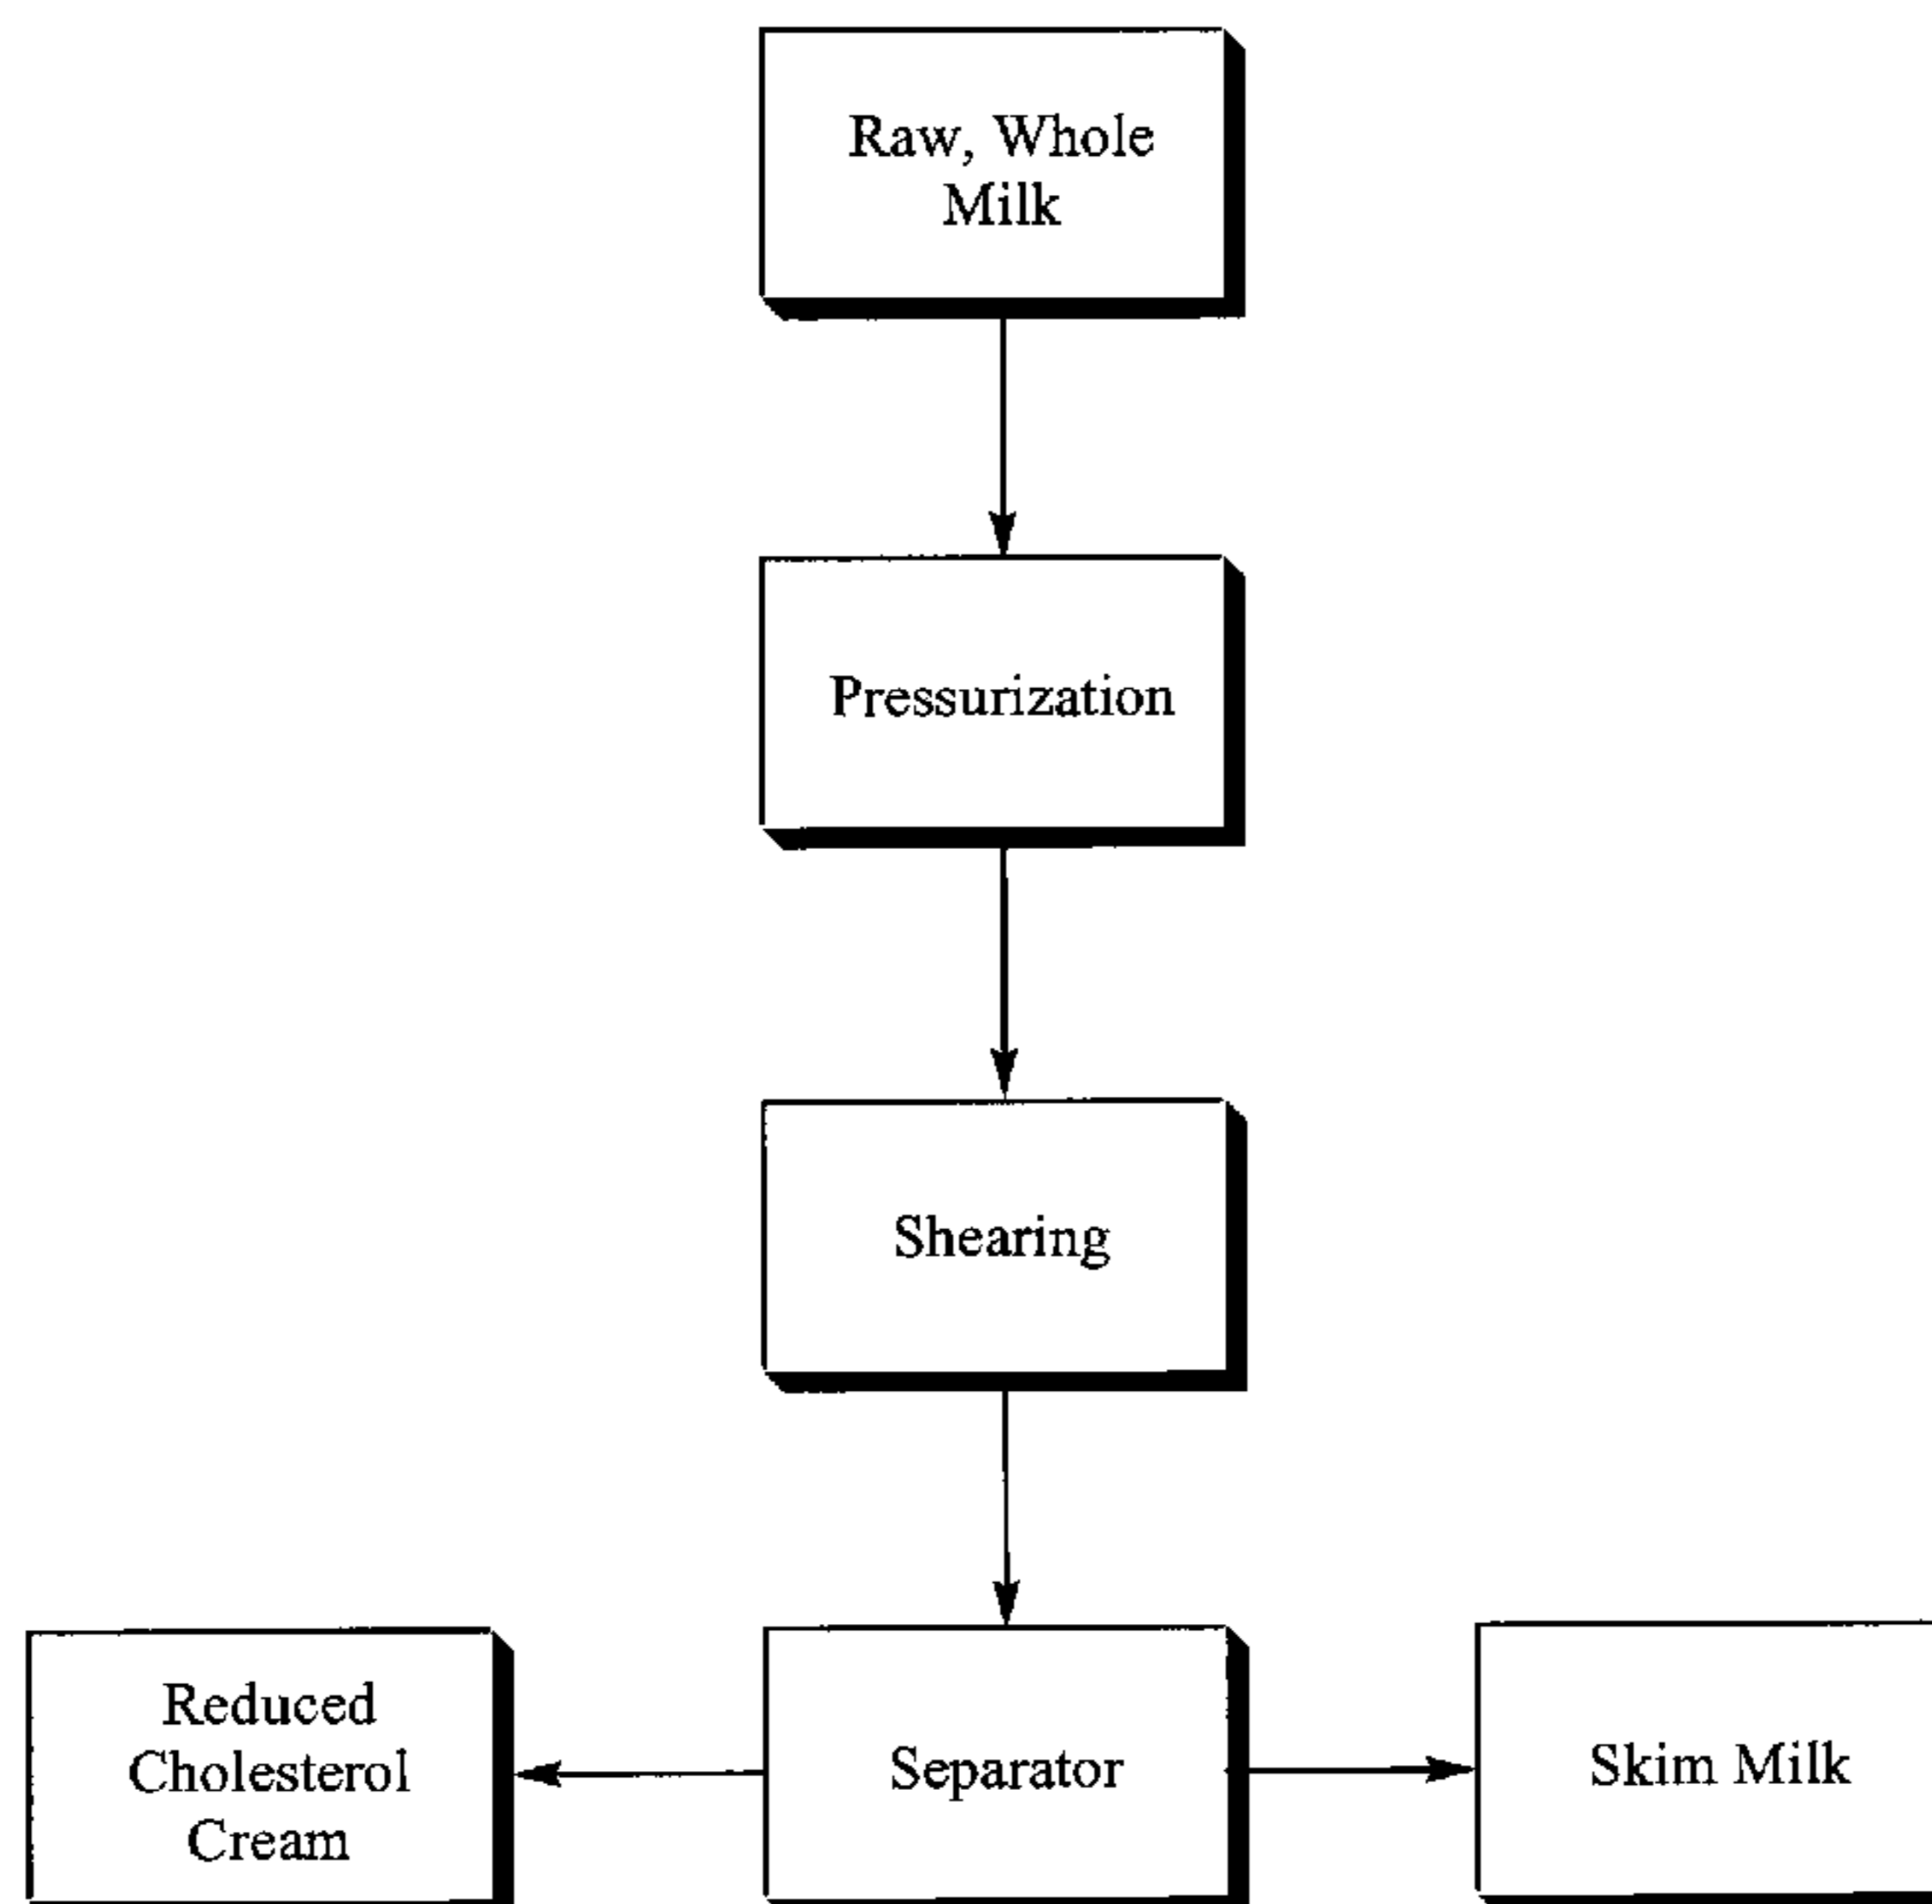 Raw, Whole
Milk
Pressurization
Shearing
Reduced
Cholesterol
Cream
Separator
Skim Milk